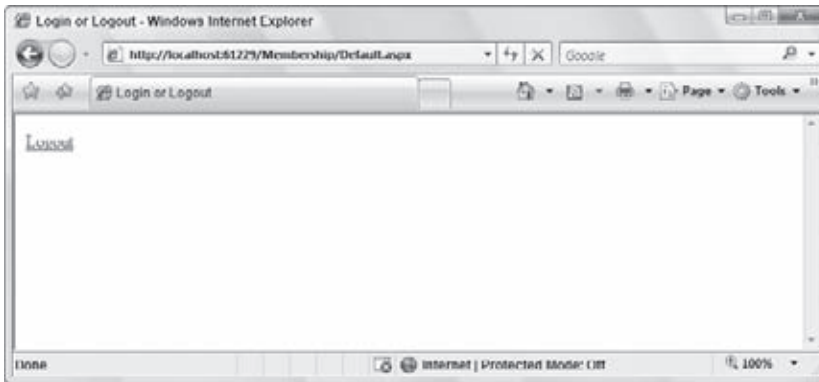 Login or Logout - Windows Internet Explorer
http://localhost:61229/Membership/Default.aspx
Google
Login or Logout
Page
Tools
Logout
Done
Internet | Protected Mode: Off
100%